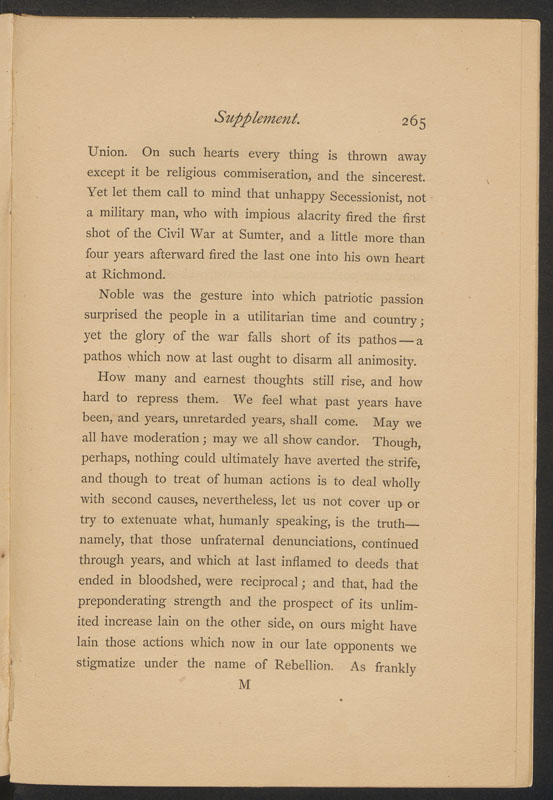 Supplement. 265
Union. On such hearts every thing is thrown away
except it be religious commiseration, and the sincerest.
Yet let them call to mind that unhappy Secessionist, not
a military man, who with impious alacrity fired the first
shot of the Civil War at Sumter, and a little more than
four years afterward fired the last one into his own heart
at Richmond.
Noble was the gesture into which patriotic passion
surprised the people in a utilitarian time and country;
yet the glory of the war falls short of its pathos—a
pathos which now at last ought to disarm all animosity.
How many and earnest thoughts still rise, and how
hard to repress them. We feel what past years have
been, and years, unretarded years, shall come. May we
all have moderation; may we all show candor. Though,
perhaps, nothing could ultimately have averted the strife,
and though to treat of human actions is to deal wholly
with second causes, nevertheless, let us not cover up or
try to extenuate what, humanly speaking, is the truth—
namely, that those unfraternal denunciations, continued
through years, and which at last inflamed to deeds that
ended in bloodshed, were reciprocal; and that, had the
preponderating strength and the prospect of its unlim-
ited increase lain on the other side, on ours might have
lain those actions which now in our late opponents we
stigmatize under the name of Rebellion. As frankly
M